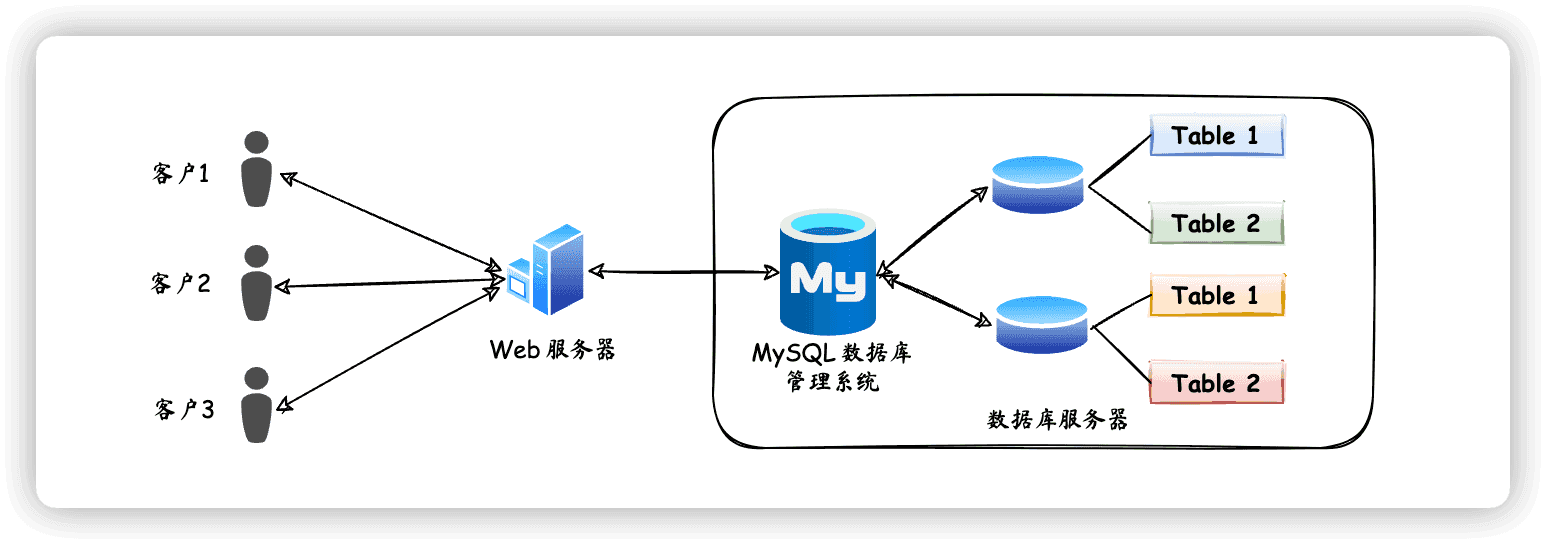 客户1
客户2
客户3
Web 服务器
My
MySQL 数据库
管理系统
Table 1
Table 2
Table 1
Table 2
数据库服务器